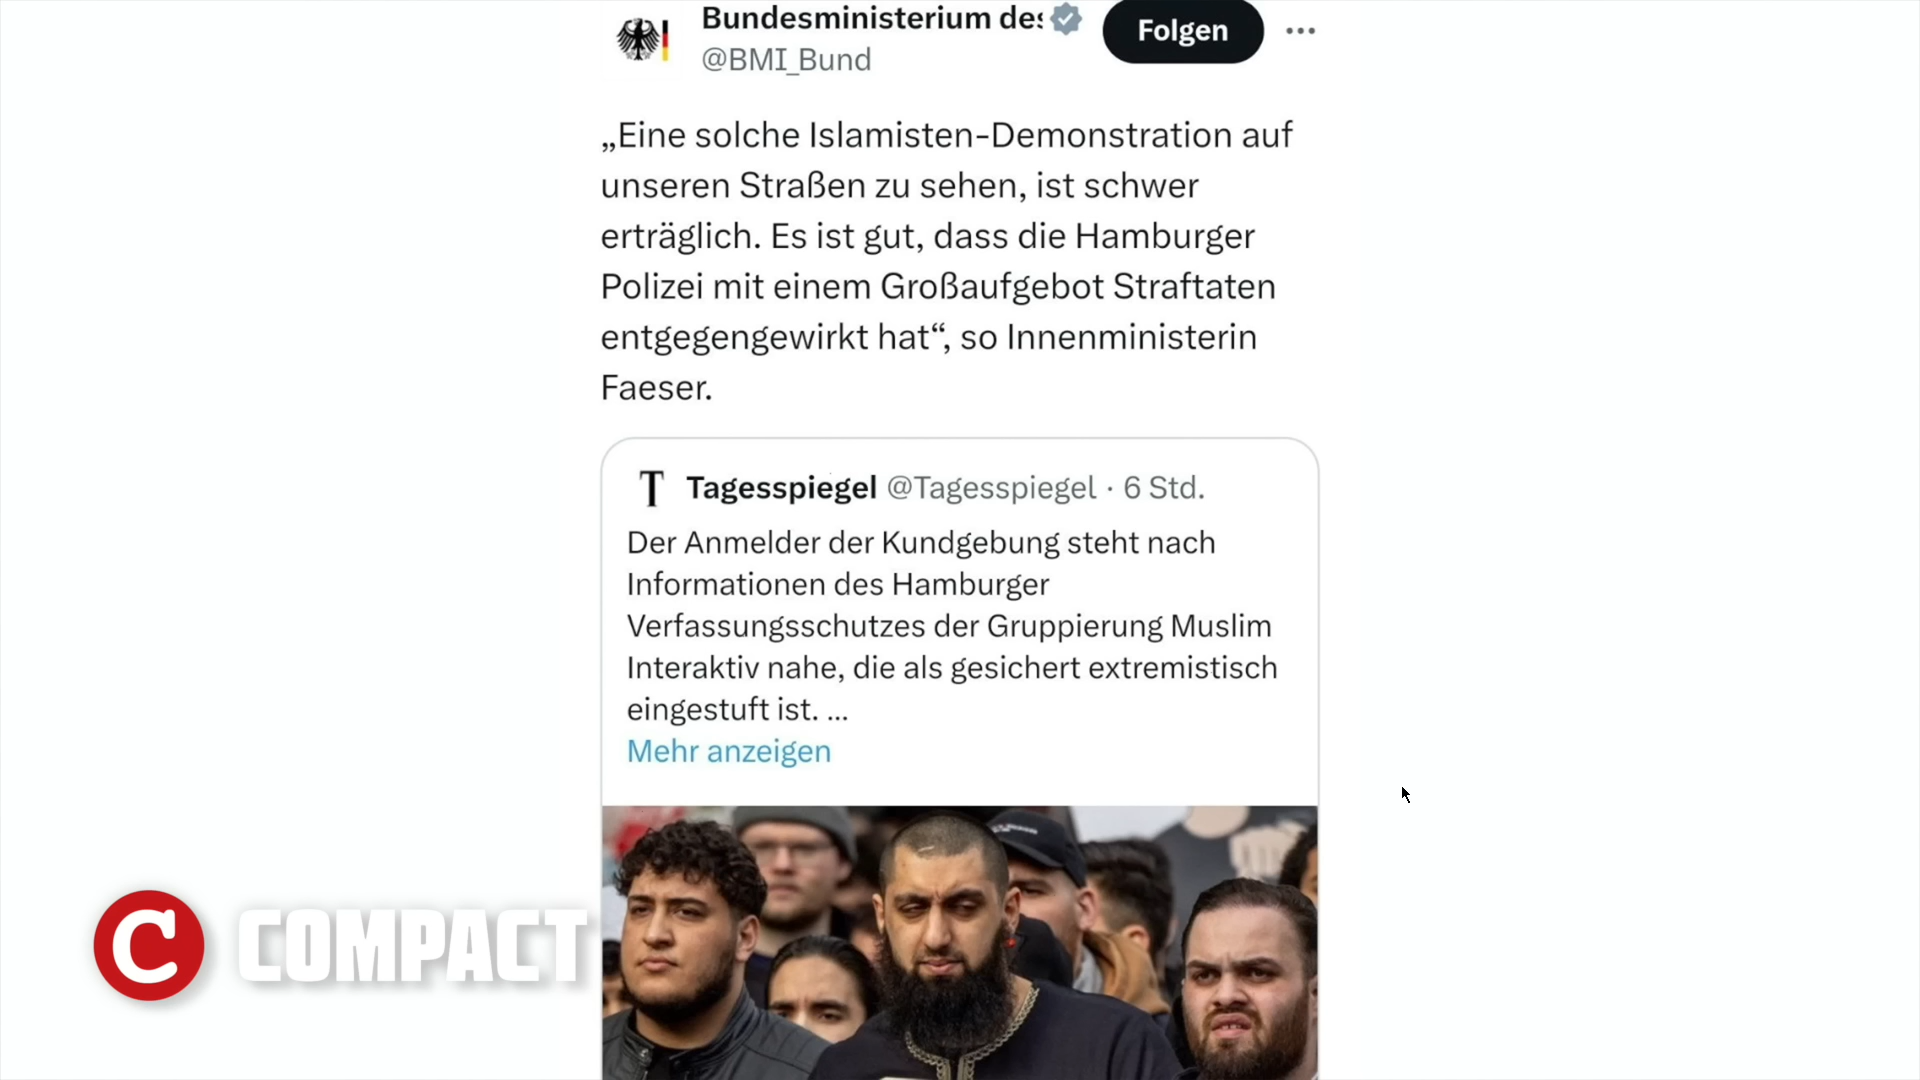 Bundesministerium des
@BMI_Bund
Folgen
„Eine solche Islamisten-Demonstration auf
unseren Straßen zu sehen, ist schwer
erträglich. Es ist gut, dass die Hamburger
Polizei mit einem Großaufgebot Straftaten
entgegengewirkt hat“, so Innenministerin
Faeser.
T
Tagesspiegel @Tagesspiegel · 6 Std.
Der Anmelder der Kundgebung steht nach
Informationen des Hamburger
Verfassungsschutzes der Gruppierung Muslim
Interaktiv nahe, die als gesichert extremistisch
eingestuft ist. ...
Mehr anzeigen
C COMPACT